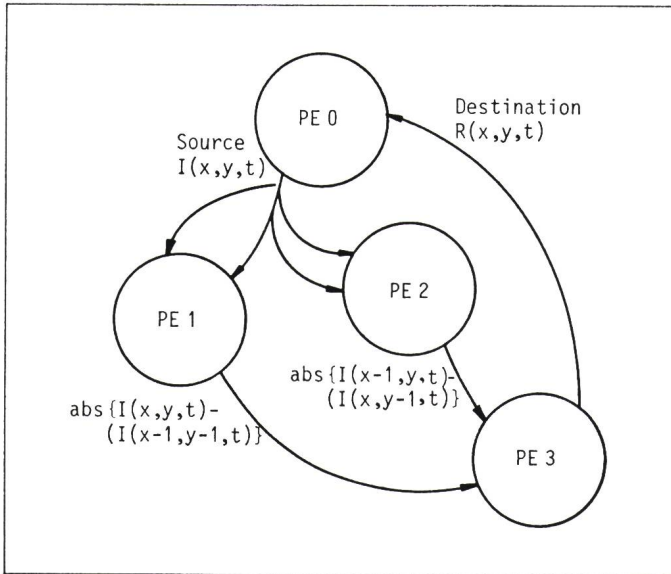 PE 0
Source
I(x,y,t)
Destination
R(x,y,t)
PE 1
PE 2
abs{I(x-1,y,t)-
(I(x,y-1,t)}
abs{I(x,y,t)-
(I(x-1,y-1,t)}
PE 3